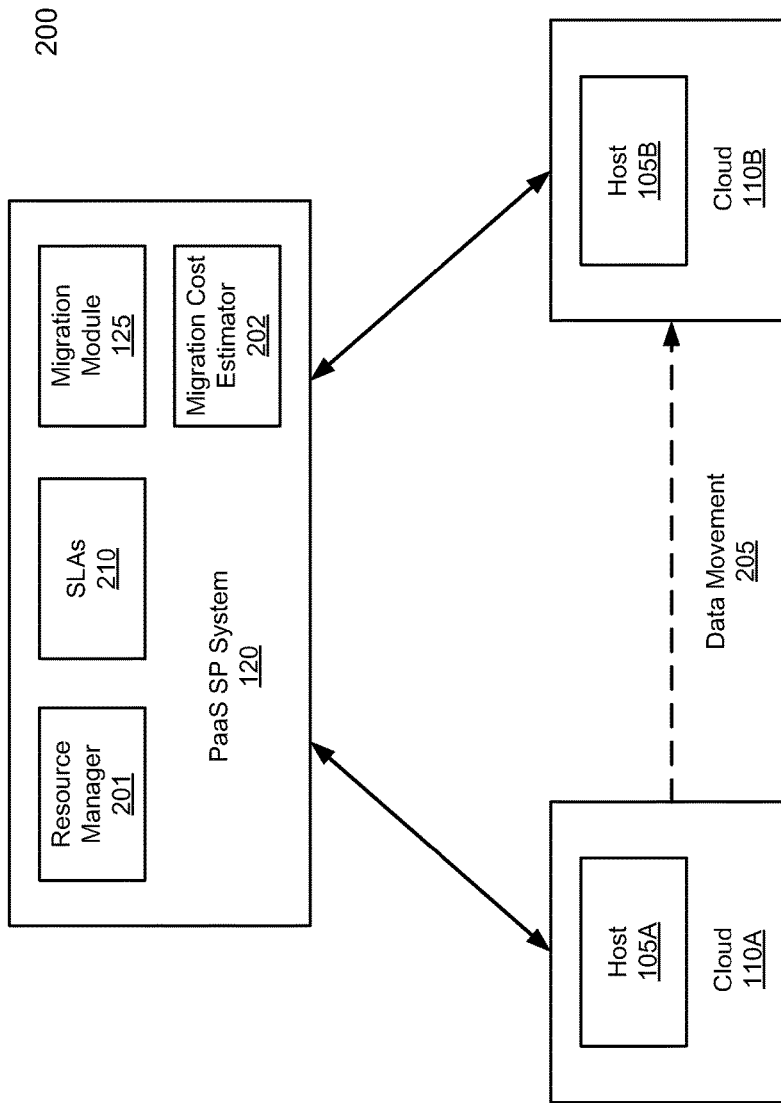 200
Resource
Manager
201
SLAs
210
Migration
Module
125
Migration Cost
Estimator
202
PaaS SP System
120
Host
105A
Cloud
110A
Data Movement
205
Host
105B
Cloud
110B